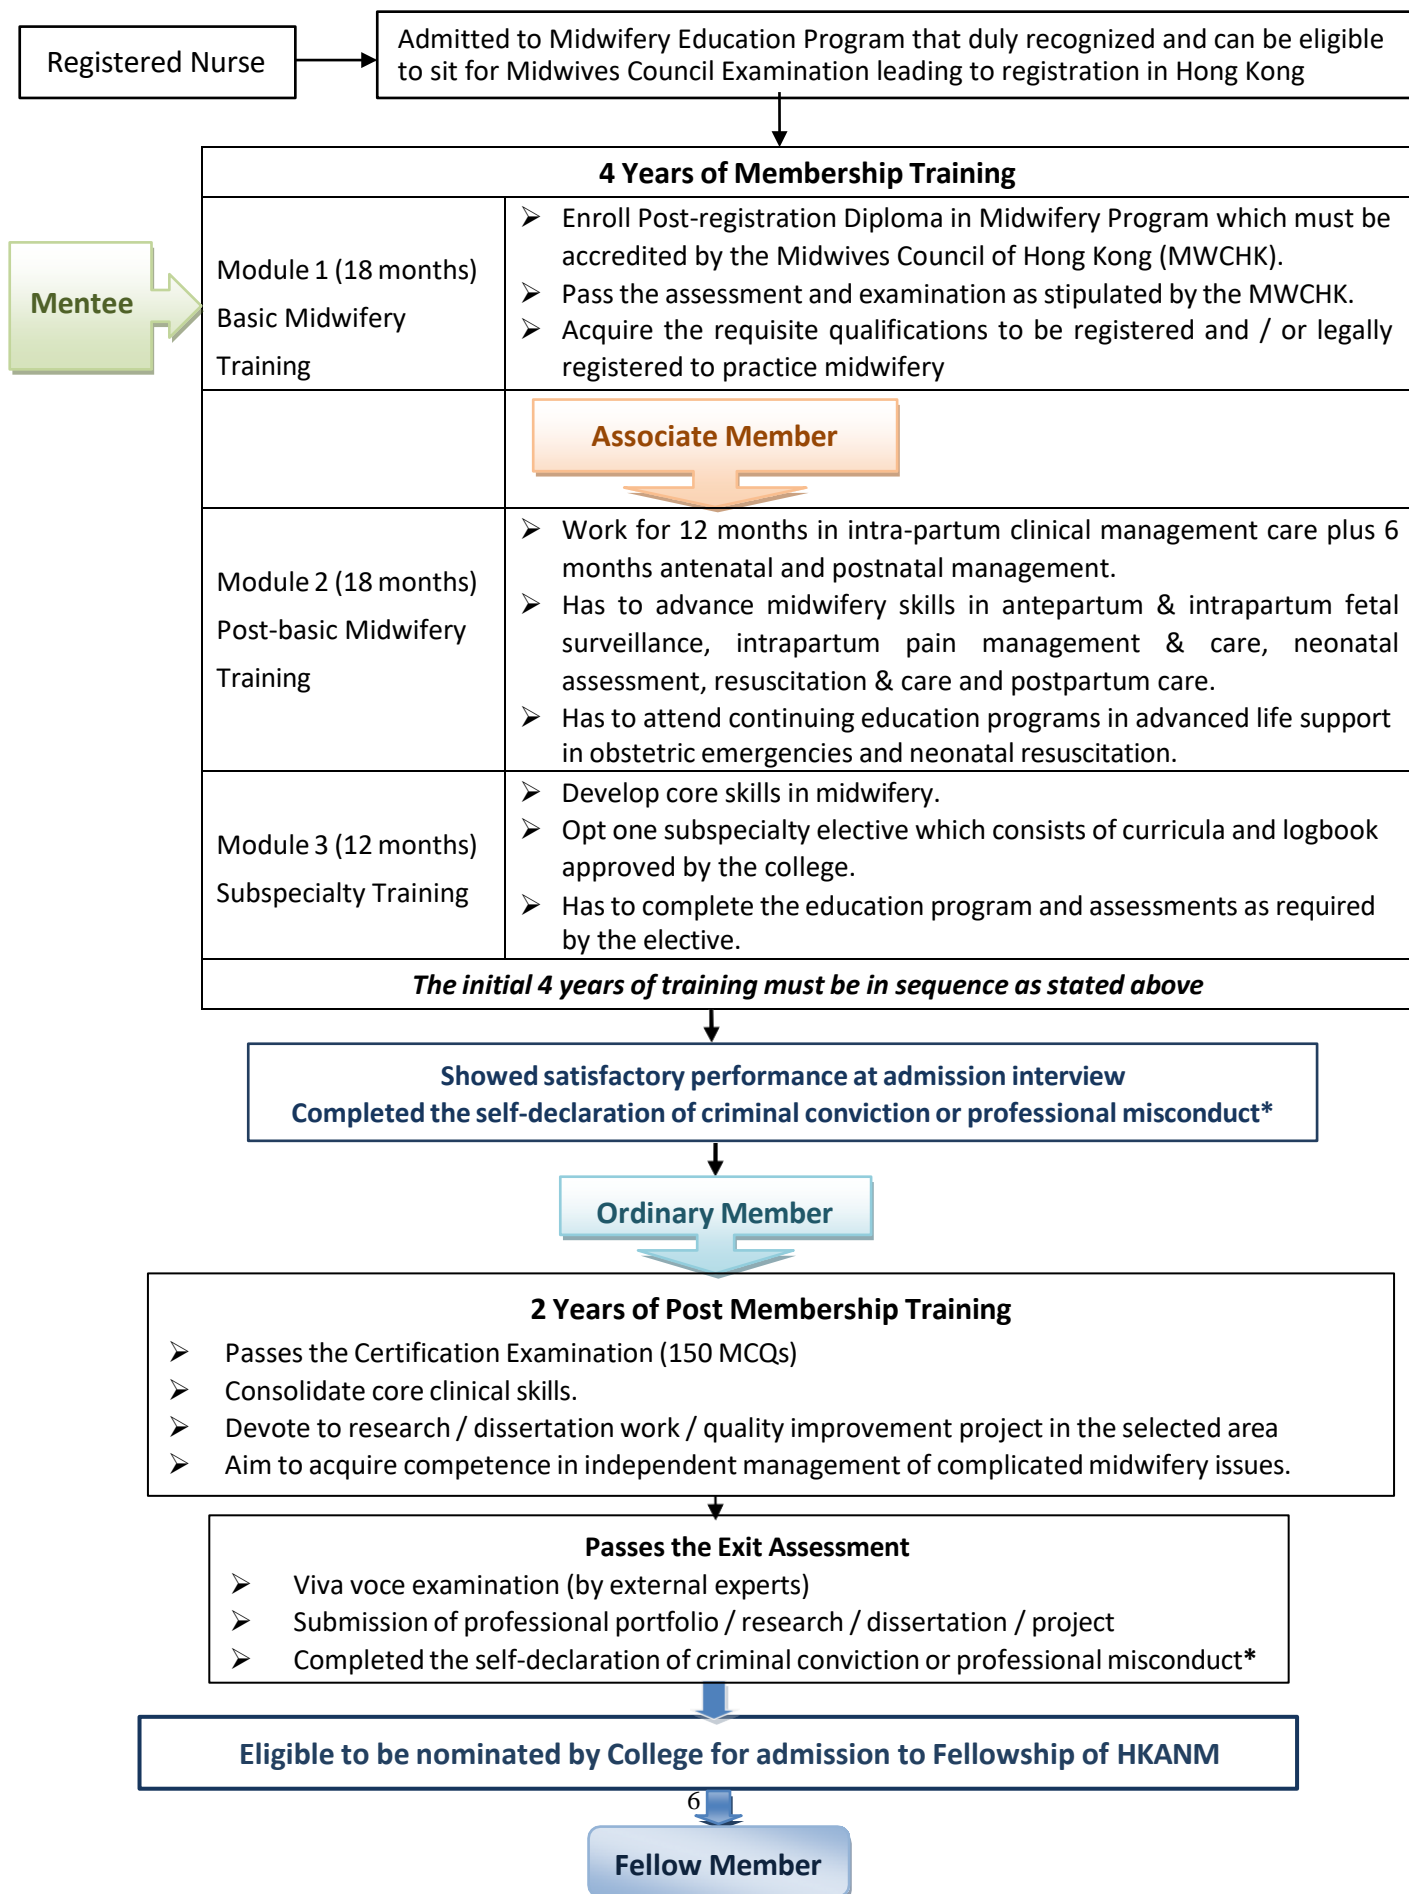 Registered Nurse
Admitted to Midwifery Education Program that duly recognized and can be eligible
to sit for Midwives Council Examination leading to registration in Hong Kong
4 Years of Membership Training
Mentee
Module 1 (18 months)
Basic Midwifery
Training
➢ Enroll Post-registration Diploma in Midwifery Program which must be
accredited by the Midwives Council of Hong Kong (MWCHK).
➢ Pass the assessment and examination as stipulated by the MWCHK.
➢ Acquire the requisite qualifications to be registered and / or legally
registered to practice midwifery
Associate Member
Module 2 (18 months)
Post-basic Midwifery
Training
➢ Work for 12 months in intra-partum clinical management care plus 6
months antenatal and postnatal management.
➢ Has to advance midwifery skills in antepartum & intrapartum fetal
surveillance, intrapartum pain management & care, neonatal
assessment, resuscitation & care and postpartum care.
➢ Has to attend continuing education programs in advanced life support
in obstetric emergencies and neonatal resuscitation.
Module 3 (12 months)
Subspecialty Training
➢ Develop core skills in midwifery.
➢ Opt one subspecialty elective which consists of curricula and logbook
approved by the college.
➢ Has to complete the education program and assessments as required
by the elective.
The initial 4 years of training must be in sequence as stated above
Showed satisfactory performance at admission interview
Completed the self-declaration of criminal conviction or professional misconduct*
Ordinary Member
2 Years of Post Membership Training
➢ Passes the Certification Examination (150 MCQs)
➢ Consolidate core clinical skills.
➢ Devote to research / dissertation work / quality improvement project in the selected area
➢ Aim to acquire competence in independent management of complicated midwifery issues.
Passes the Exit Assessment
➢ Viva voce examination (by external experts)
➢ Submission of professional portfolio / research / dissertation / project
➢ Completed the self-declaration of criminal conviction or professional misconduct*
Eligible to be nominated by College for admission to Fellowship of HKANM
6
Fellow Member